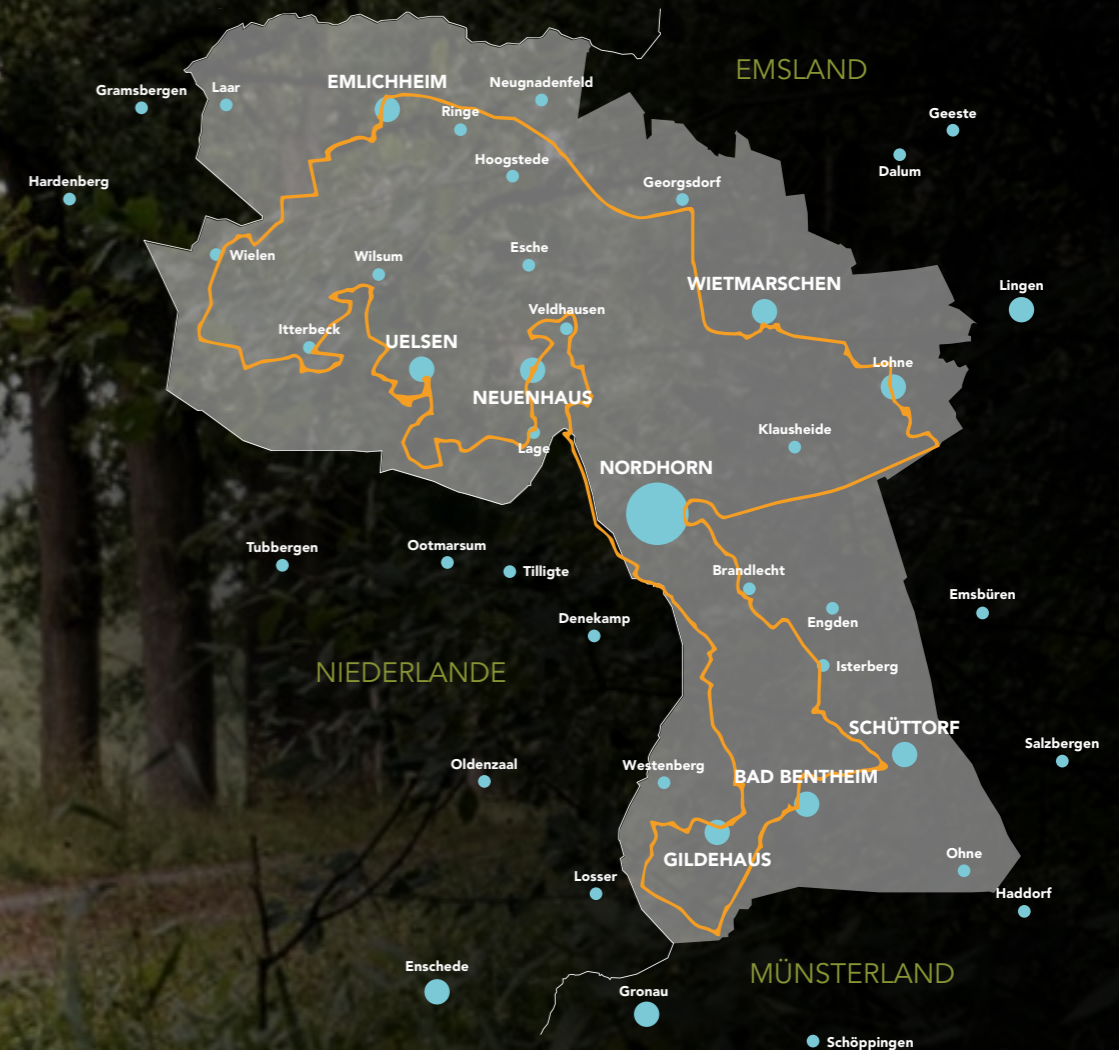 EMSLAND
EMLICHHEIM
Neugnadenfeld
Gramsbergen
Laar
Ringe
Geeste
Hoogstede
Dalum
Hardenberg
Georgsdorf
Esche
Wielen
Wilsum
WIETMARSCHEN
Lingen
Veldhausen
Itterbeck
UELSEN
Lohne
NEUENHAUS
Klausheide
Lage
NORDHORN
Tubbergen
Ootmarsum
Tilligte
Brandlecht
Emsbüren
Denekamp
Engden
Isterberg
NIEDERLANDE
SCHÜTTORF
Salzbergen
Oldenzaal
Westenberg
BAD BENTHEIM
GILDEHAUS
Ohne
Losser
Haddorf
Enschede
MÜNSTERLAND
Gronau
Schöppingen